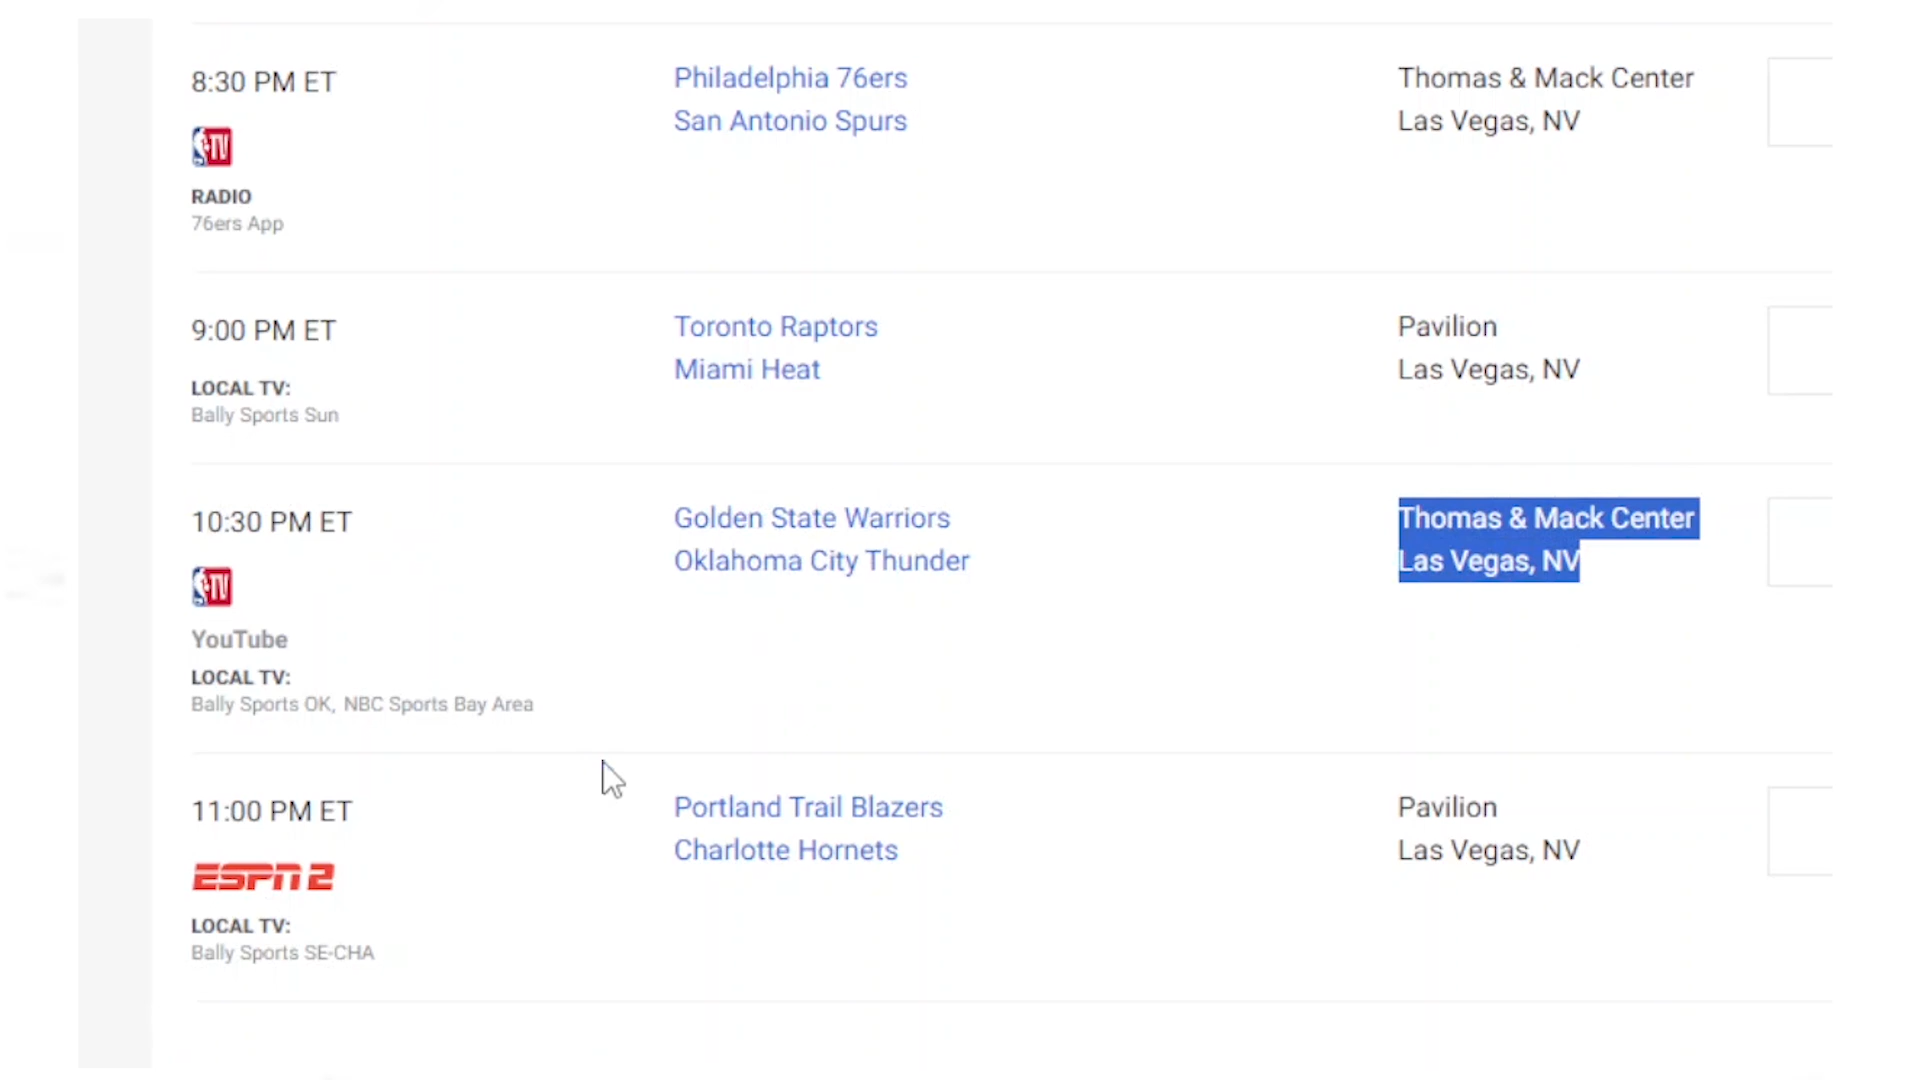 8:30 PM ET
Philadelphia 76ers
Thomas & Mack Center
San Antonio Spurs
Las Vegas, NV
TV
RADIO
76ers App
9:00 PM ET
Toronto Raptors
Pavilion
Miami Heat
Las Vegas, NV
LOCAL TV:
Bally Sports Sun
10:30 PM ET
Golden State Warriors
Thomas & Mack Center
Oklahoma City Thunder
Las Vegas, NV
TV
YouTube
LOCAL TV:
Bally Sports OK, NBC Sports Bay Area
11:00 PM ET
Portland Trail Blazers
Pavilion
Charlotte Hornets
Las Vegas, NV
ESPN 2
LOCAL TV:
Bally Sports SE-CHA